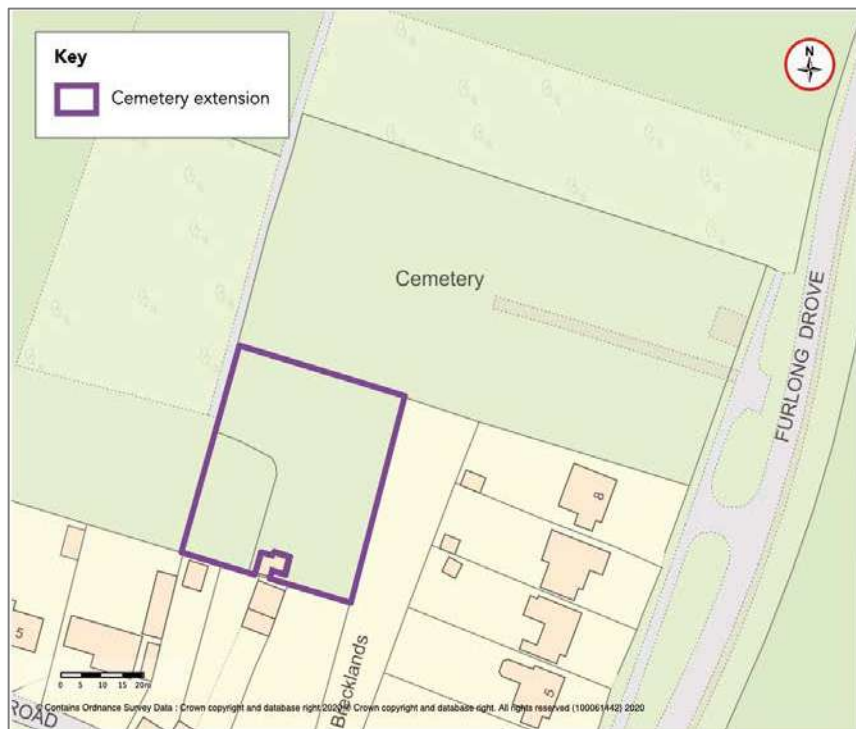 Key
Cemetery extension
N
Cemetery
FURLONG DROVE
8
5
5
Brecklands
0 5 10 15 20m
ROAD
© Contains Ordnance Survey Data : Crown copyright and database right 2020 © Crown copyright and database right. All rights reserved (100061442) 2020